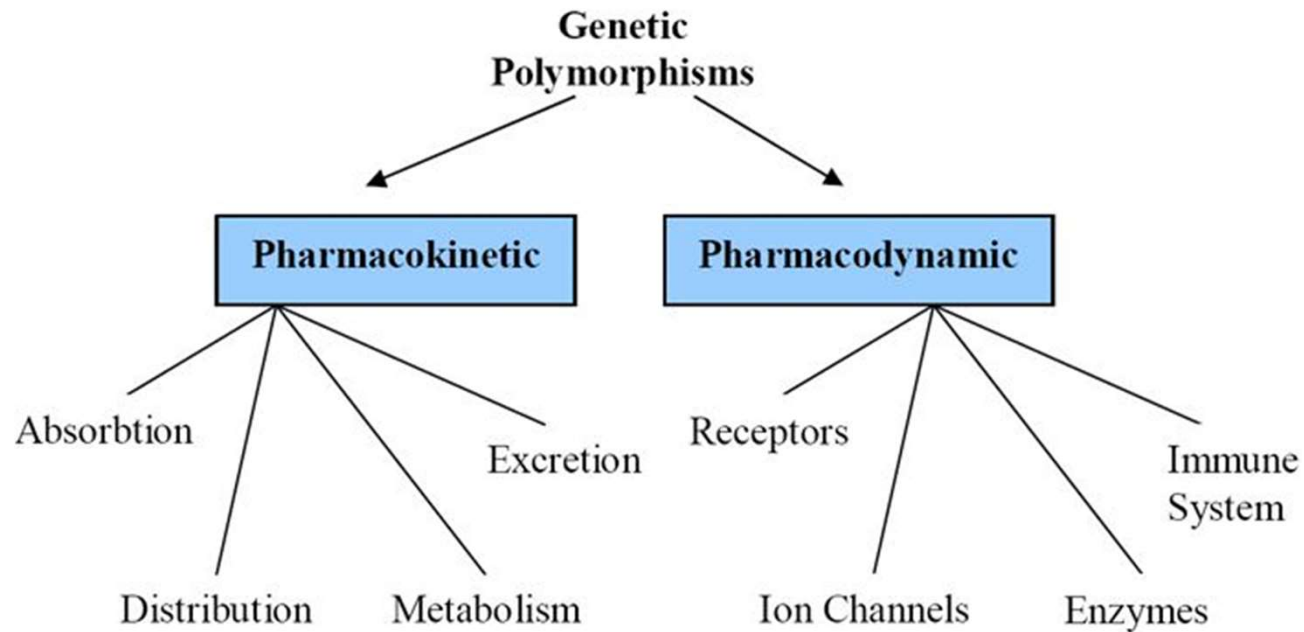 Genetic
Polymorphisms
Pharmacokinetic
Pharmacodynamic
Absorbtion
Excretion
Distribution
Metabolism
Receptors
Immune
System
Ion Channels
Enzymes